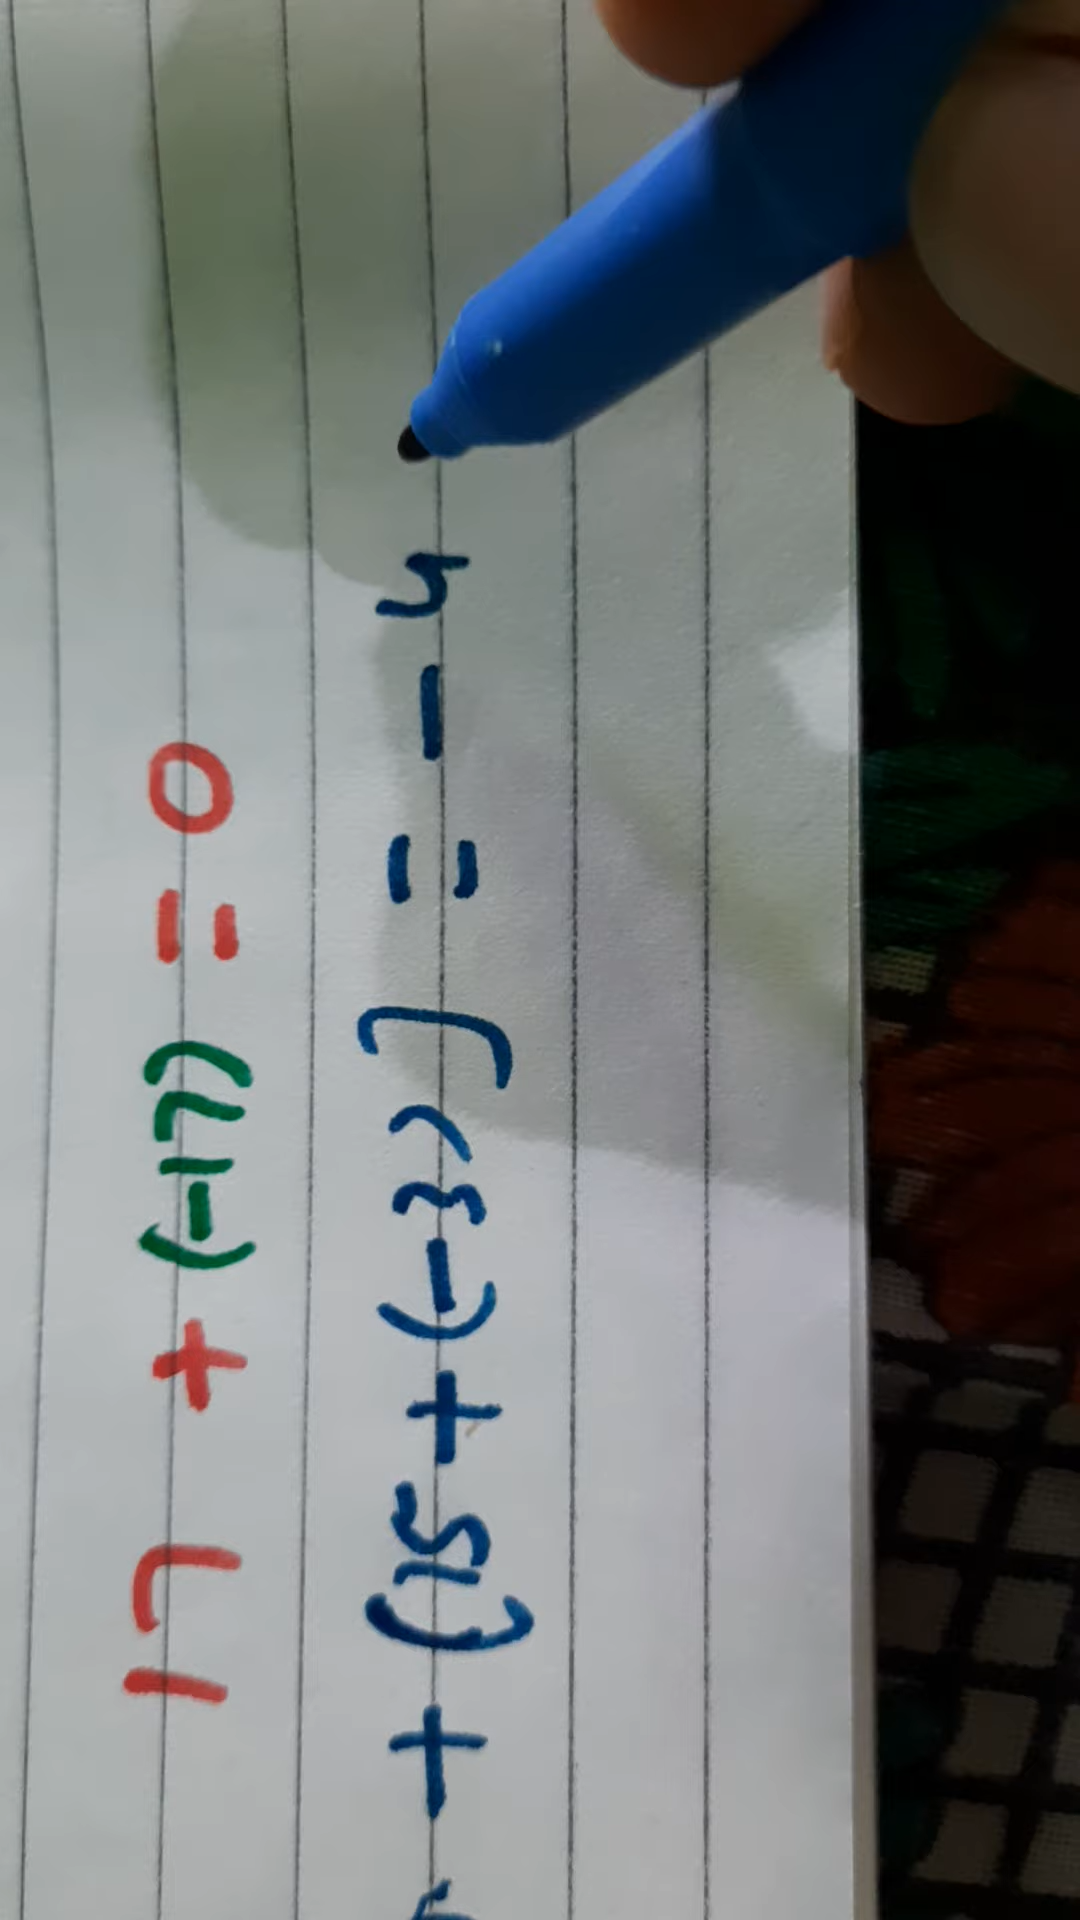 17 + (-17) = 0
+ (15 + (-3)] = - 4